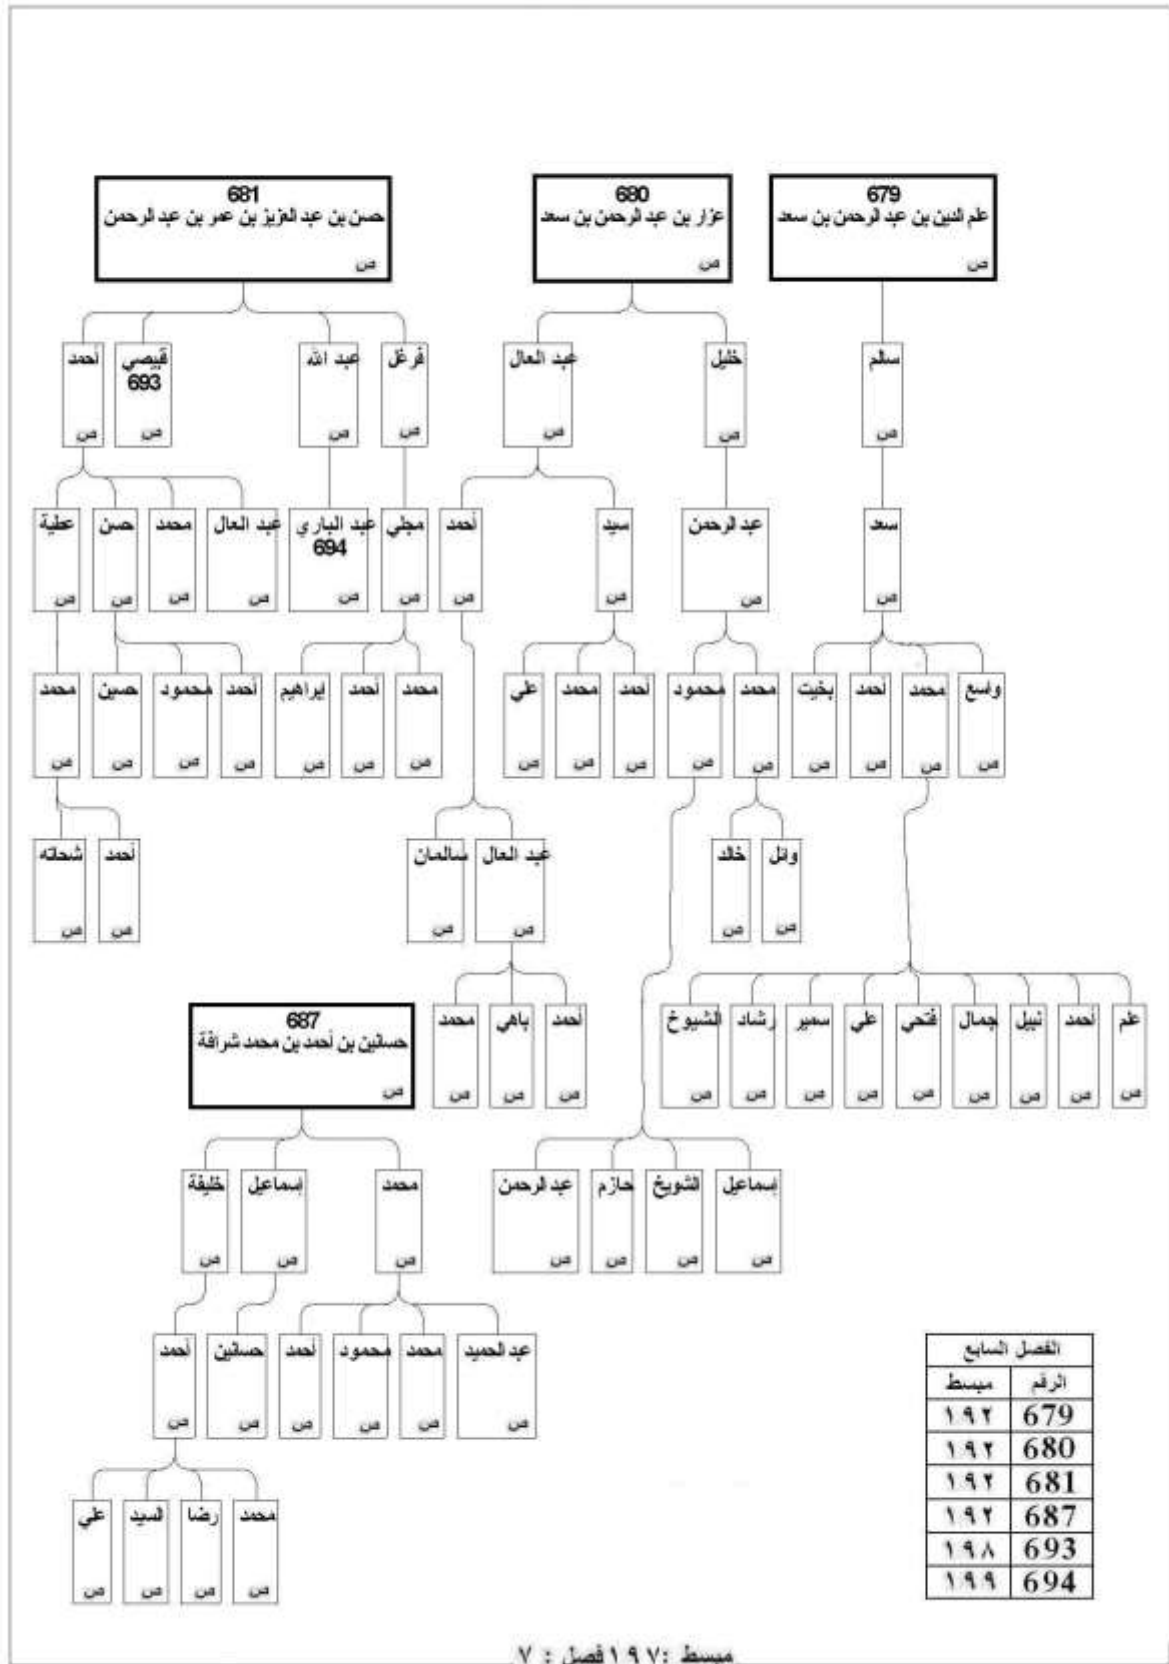 679
علم الدين بن عبد الرحمن بن سعد
ص
680
عزار بن عبد الرحمن بن سعد
ص
681
حسن بن عبد العزيز بن عمر بن عبد الرحمن
ص
سالم
ص
خليل
ص
عبد العال
ص
فرغل
ص
عبد الله
ص
قبيصي
693
ص
أحمد
ص
سعد
ص
عبد الرحمن
ص
سيد
ص
أحمد
ص
مجلي
ص
عبد الباري
694
ص
عبد العال
ص
محمد
ص
حسن
ص
عطية
ص
واسع
ص
محمد
ص
أحمد
ص
بخيت
ص
محمد
ص
محمود
ص
أحمد
ص
محمد
ص
علي
ص
محمد
ص
أحمد
ص
إبراهيم
ص
أحمد
ص
محمود
ص
حسين
ص
محمد
ص
وائل
ص
خالد
ص
عبد العال
ص
سالمان
ص
أحمد
ص
شحاته
ص
علم
ص
أحمد
ص
نبيل
ص
جمال
ص
فتحي
ص
علي
ص
سمير
ص
رشاد
ص
الشيوخ
ص
أحمد
ص
باهي
ص
محمد
ص
687
حسانين بن أحمد بن محمد شرافة
ص
إسماعيل
ص
الشويخ
ص
حازم
ص
عبد الرحمن
ص
محمد
ص
إسماعيل
ص
خليفة
ص
عبد الحميد
ص
محمد
ص
محمود
ص
أحمد
ص
حسانين
ص
أحمد
ص
محمد
ص
رضا
ص
السيد
ص
علي
ص
الفصل السابع
الرقم مبسط
679 ١٩٢
680 ١٩٢
681 ١٩٢
687 ١٩٢
693 ١٩٨
694 ١٩٩
مبسط :١٩٧ فصل : ٧